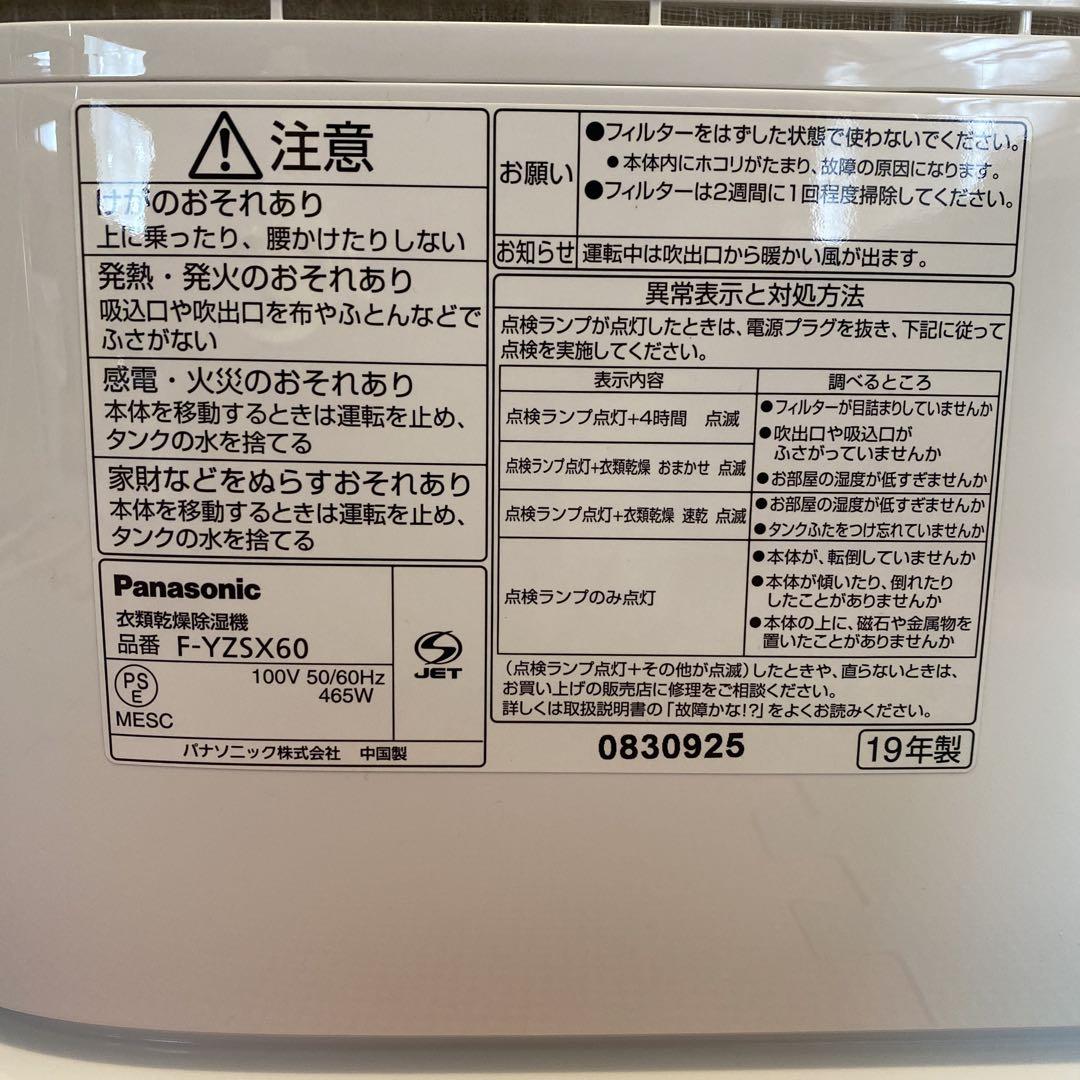 注意
けがのおそれあり
上に乗ったり、腰かけたりしない
発熱・発火のおそれあり
吸込口や吹出口を布やふとんなどで
ふさがない
感電・火災のおそれあり
本体を移動するときは運転を止め、
タンクの水を捨てる
家財などをぬらすおそれあり
本体を移動するときは運転を止め、
タンクの水を捨てる
Panasonic
衣類乾燥除湿機
品番 F-YZSX60
100V 50/60Hz
465W
PSE
MESC
JET
パナソニック株式会社 中国製
お願い
●フィルターをはずした状態で使わないでください。
●本体内にホコリがたまり、故障の原因になります。
●フィルターは2週間に1回程度掃除してください。
お知らせ 運転中は吹出口から暖かい風が出ます。
異常表示と対処方法
点検ランプが点灯したときは、電源プラグを抜き、下記に従って
点検を実施してください。
表示内容 調べるところ
点検ランプ点灯+4時間 点滅
点検ランプ点灯+衣類乾燥 おまかせ 点滅
●フィルターが目詰まりしていませんか
●吹出口や吸込口が
ふさがっていませんか
●お部屋の湿度が低すぎませんか
点検ランプ点灯+衣類乾燥 速乾 点滅
●お部屋の湿度が低すぎませんか
●タンクふたをつけ忘れていませんか
点検ランプのみ点灯
●本体が、転倒していませんか
●本体が傾いたり、倒れたり
したことがありませんか
●本体の上に、磁石や金属物を
置いたことがありませんか
(点検ランプ点灯+その他が点滅)したときや、直らないときは、
お買い上げの販売店に修理をご相談ください。
詳しくは取扱説明書の「故障かな!?」をよくお読みください。
0830925
19年製